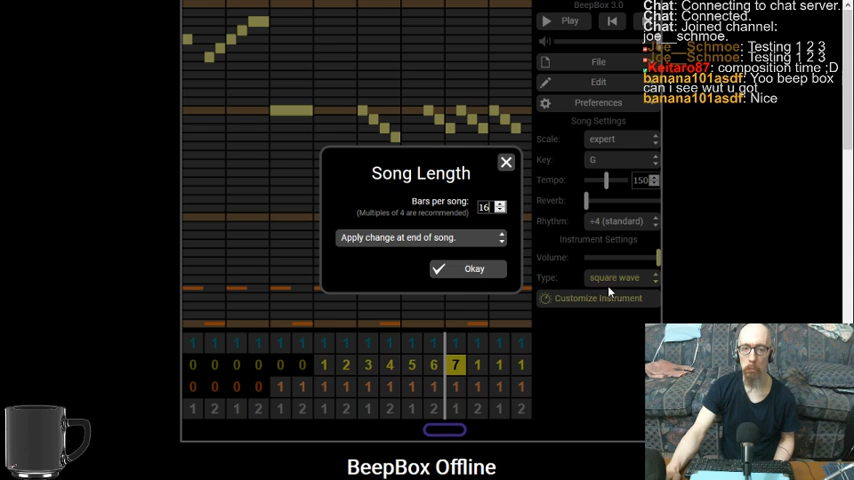 BeepBox 3.0
Play
File
Edit
Preferences
Song Settings
Scale: expert
Key: G
Tempo: 150
Reverb:
Rhythm: ÷4 (standard)
Instrument Settings
Volume:
Type: square wave
Customize Instrument
Chat: Connecting to chat server.
Chat: Connected.
Chat: Joined channel:
joe__schmoe.
Joe__Schmoe: Testing 1 2 3
Joe__Schmoe: Testing 1 2 3
Keitaro87: composition time ;D
banana101asdf: Yoo beep box
can i see wut u got
banana101asdf: Nice
Song Length
Bars per song: 16
(Multiples of 4 are recommended)
Apply change at end of song.
Okay
1 1 1 1 1 1 1 1 1 1 1 1 1 1 1 1
0 0 0 0 0 0 1 2 3 4 5 6 7 1 1 1
0 0 0 0 1 1 1 1 1 1 1 1 1 1 1 1
1 2 1 2 1 2 1 2 1 2 1 2 1 2 1 2
BeepBox Offline